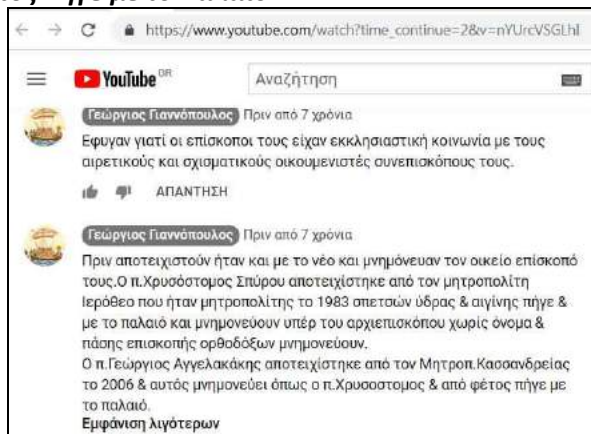 https://www.youtube.com/watch?time_continue=2&v=nYUrcVSGLhI
YouTube GR
Αναζήτηση
Γεώργιος Γιαννόπουλος Πριν από 7 χρόνια
Εφυγαν γιατί οι επίσκοποι τους είχαν εκκλησιαστική κοινωνία με τους
αιρετικούς και σχισματικούς οικουμενιστές συνεπισκόπους τους.
ΑΠΑΝΤΗΣΗ
Γεώργιος Γιαννόπουλος Πριν από 7 χρόνια
Πριν αποτειχιστούν ήταν και με το νέο και μνημόνευαν τον οικείο επίσκοπό
τους.Ο π.Χρυσόστομος Σπύρου αποτειχίστηκε από τον μητροπολίτη
Ιερόθεο που ήταν μητροπολίτης το 1983 σπετσών ύδρας & αιγίνης πήγε &
με το παλαιό και μνημονεύουν υπέρ του αρχιεπισκόπου χωρίς όνομα &
πάσης επισκοπής ορθοδόξων μνημονεύουν.
Ο π.Γεώργιος Αγγελακάκης αποτειχίστηκε από τον Μητροπ.Κασσανδρείας
το 2006 & αυτός μνημονεύει όπως ο π.Χρυσοστομος & από φέτος πήγε με
το παλαιό.
Εμφάνιση λιγότερων